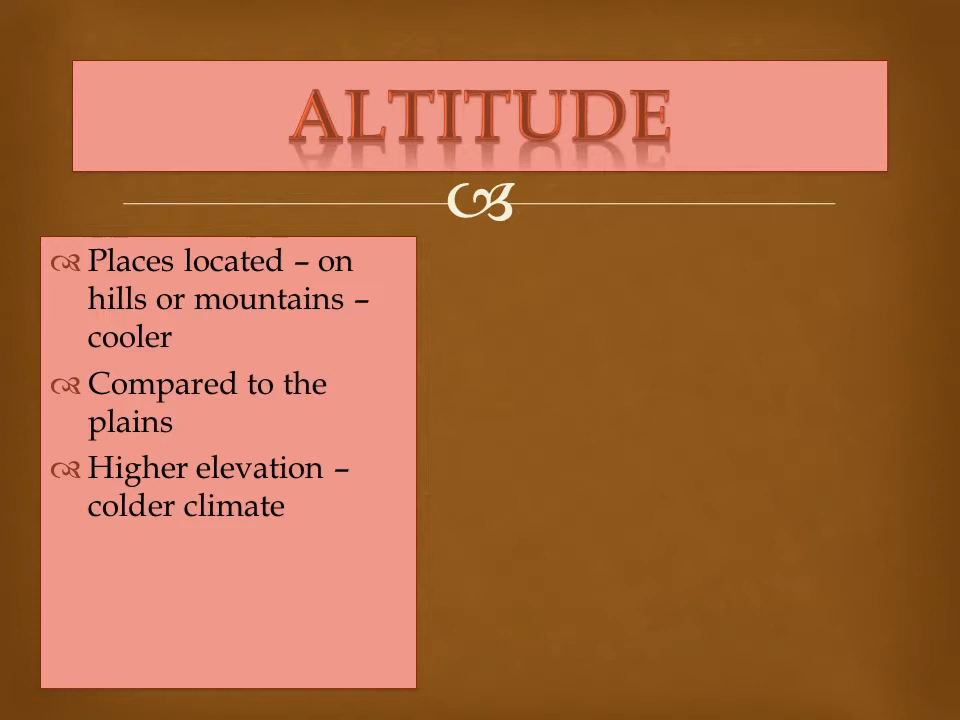 ALTITUDE
Places located – on
hills or mountains –
cooler
Compared to the
plains
Higher elevation –
colder climate